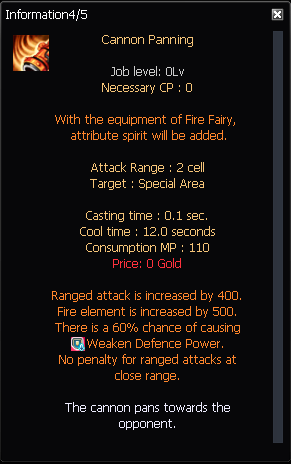 Information4/5
Cannon Panning
Job level: 0Lv
Necessary CP : 0
With the equipment of Fire Fairy,
attribute spirit will be added.
Attack Range : 2 cell
Target : Special Area
Casting time : 0.1 sec.
Cool time : 12.0 seconds
Consumption MP : 110
Price: 0 Gold
Ranged attack is increased by 400.
Fire element is increased by 500.
There is a 60% chance of causing
Weaken Defence Power.
No penalty for ranged attacks at
close range.
The cannon pans towards the
opponent.